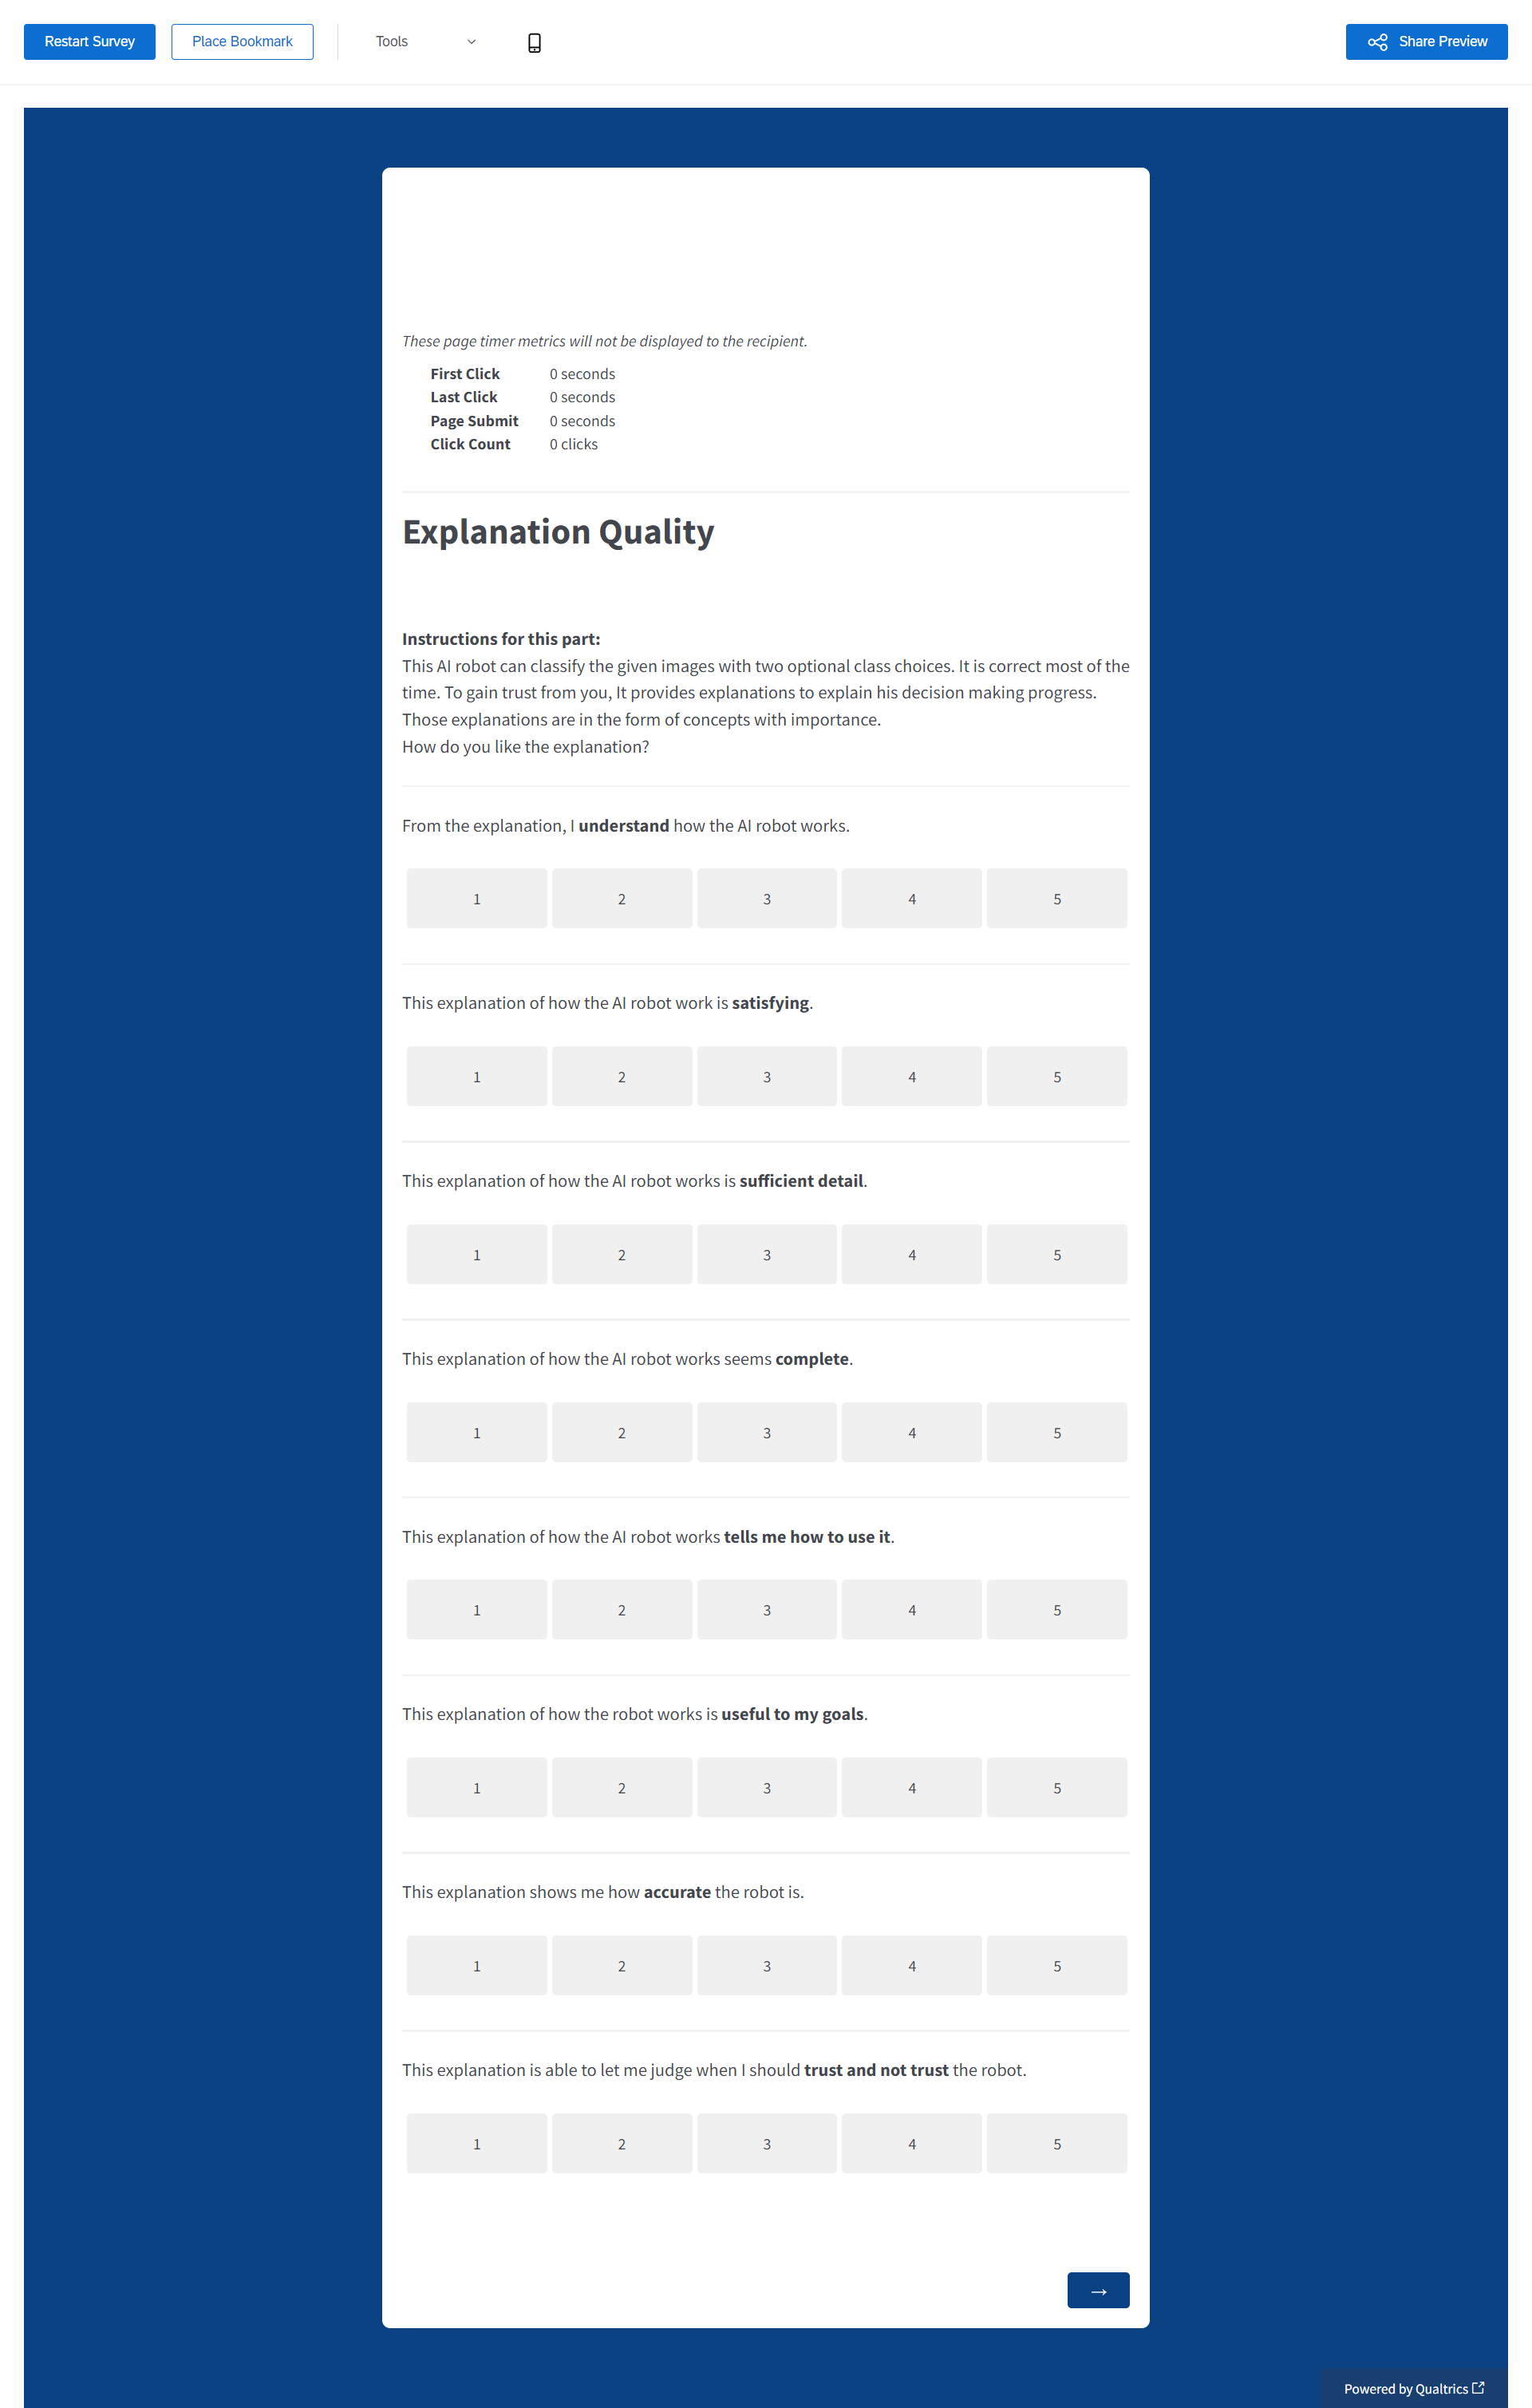 Restart Survey Place Bookmark Tools Share Preview
These page timer metrics will not be displayed to the recipient.
First Click 0 seconds
Last Click 0 seconds
Page Submit 0 seconds
Click Count 0 clicks
Explanation Quality
Instructions for this part:
This AI robot can classify the given images with two optional class choices. It is correct most of the
time. To gain trust from you, It provides explanations to explain his decision making progress.
Those explanations are in the form of concepts with importance.
How do you like the explanation?
From the explanation, I understand how the AI robot works.
1 2 3 4 5
This explanation of how the AI robot work is satisfying.
1 2 3 4 5
This explanation of how the AI robot works is sufficient detail.
1 2 3 4 5
This explanation of how the AI robot works seems complete.
1 2 3 4 5
This explanation of how the AI robot works tells me how to use it.
1 2 3 4 5
This explanation of how the robot works is useful to my goals.
1 2 3 4 5
This explanation shows me how accurate the robot is.
1 2 3 4 5
This explanation is able to let me judge when I should trust and not trust the robot.
1 2 3 4 5
→
Powered by Qualtrics